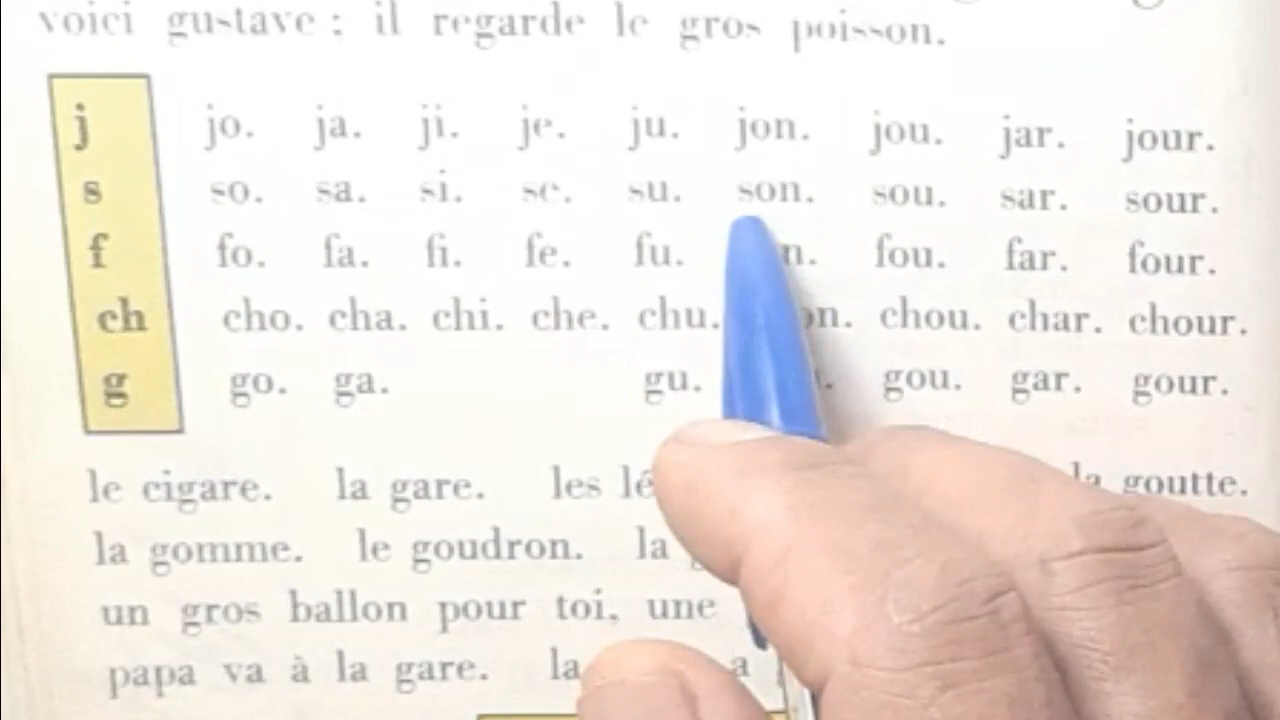 voici gustave : il regarde le gros poisson.
j jo. ja. ji. je. ju. jon. jou. jar. jour.
s so. sa. si. se. su. son. sou. sar. sour.
f fo. fa. fi. fe. fu. n. fou. far. four.
ch cho. cha. chi. che. chu. on. chou. char. chour.
g go. ga. gu. gou. gar. gour.
le cigare. la gare. les la goutte.
la gomme. le goudron. la
un gros ballon pour toi, une
papa va à la gare. la a